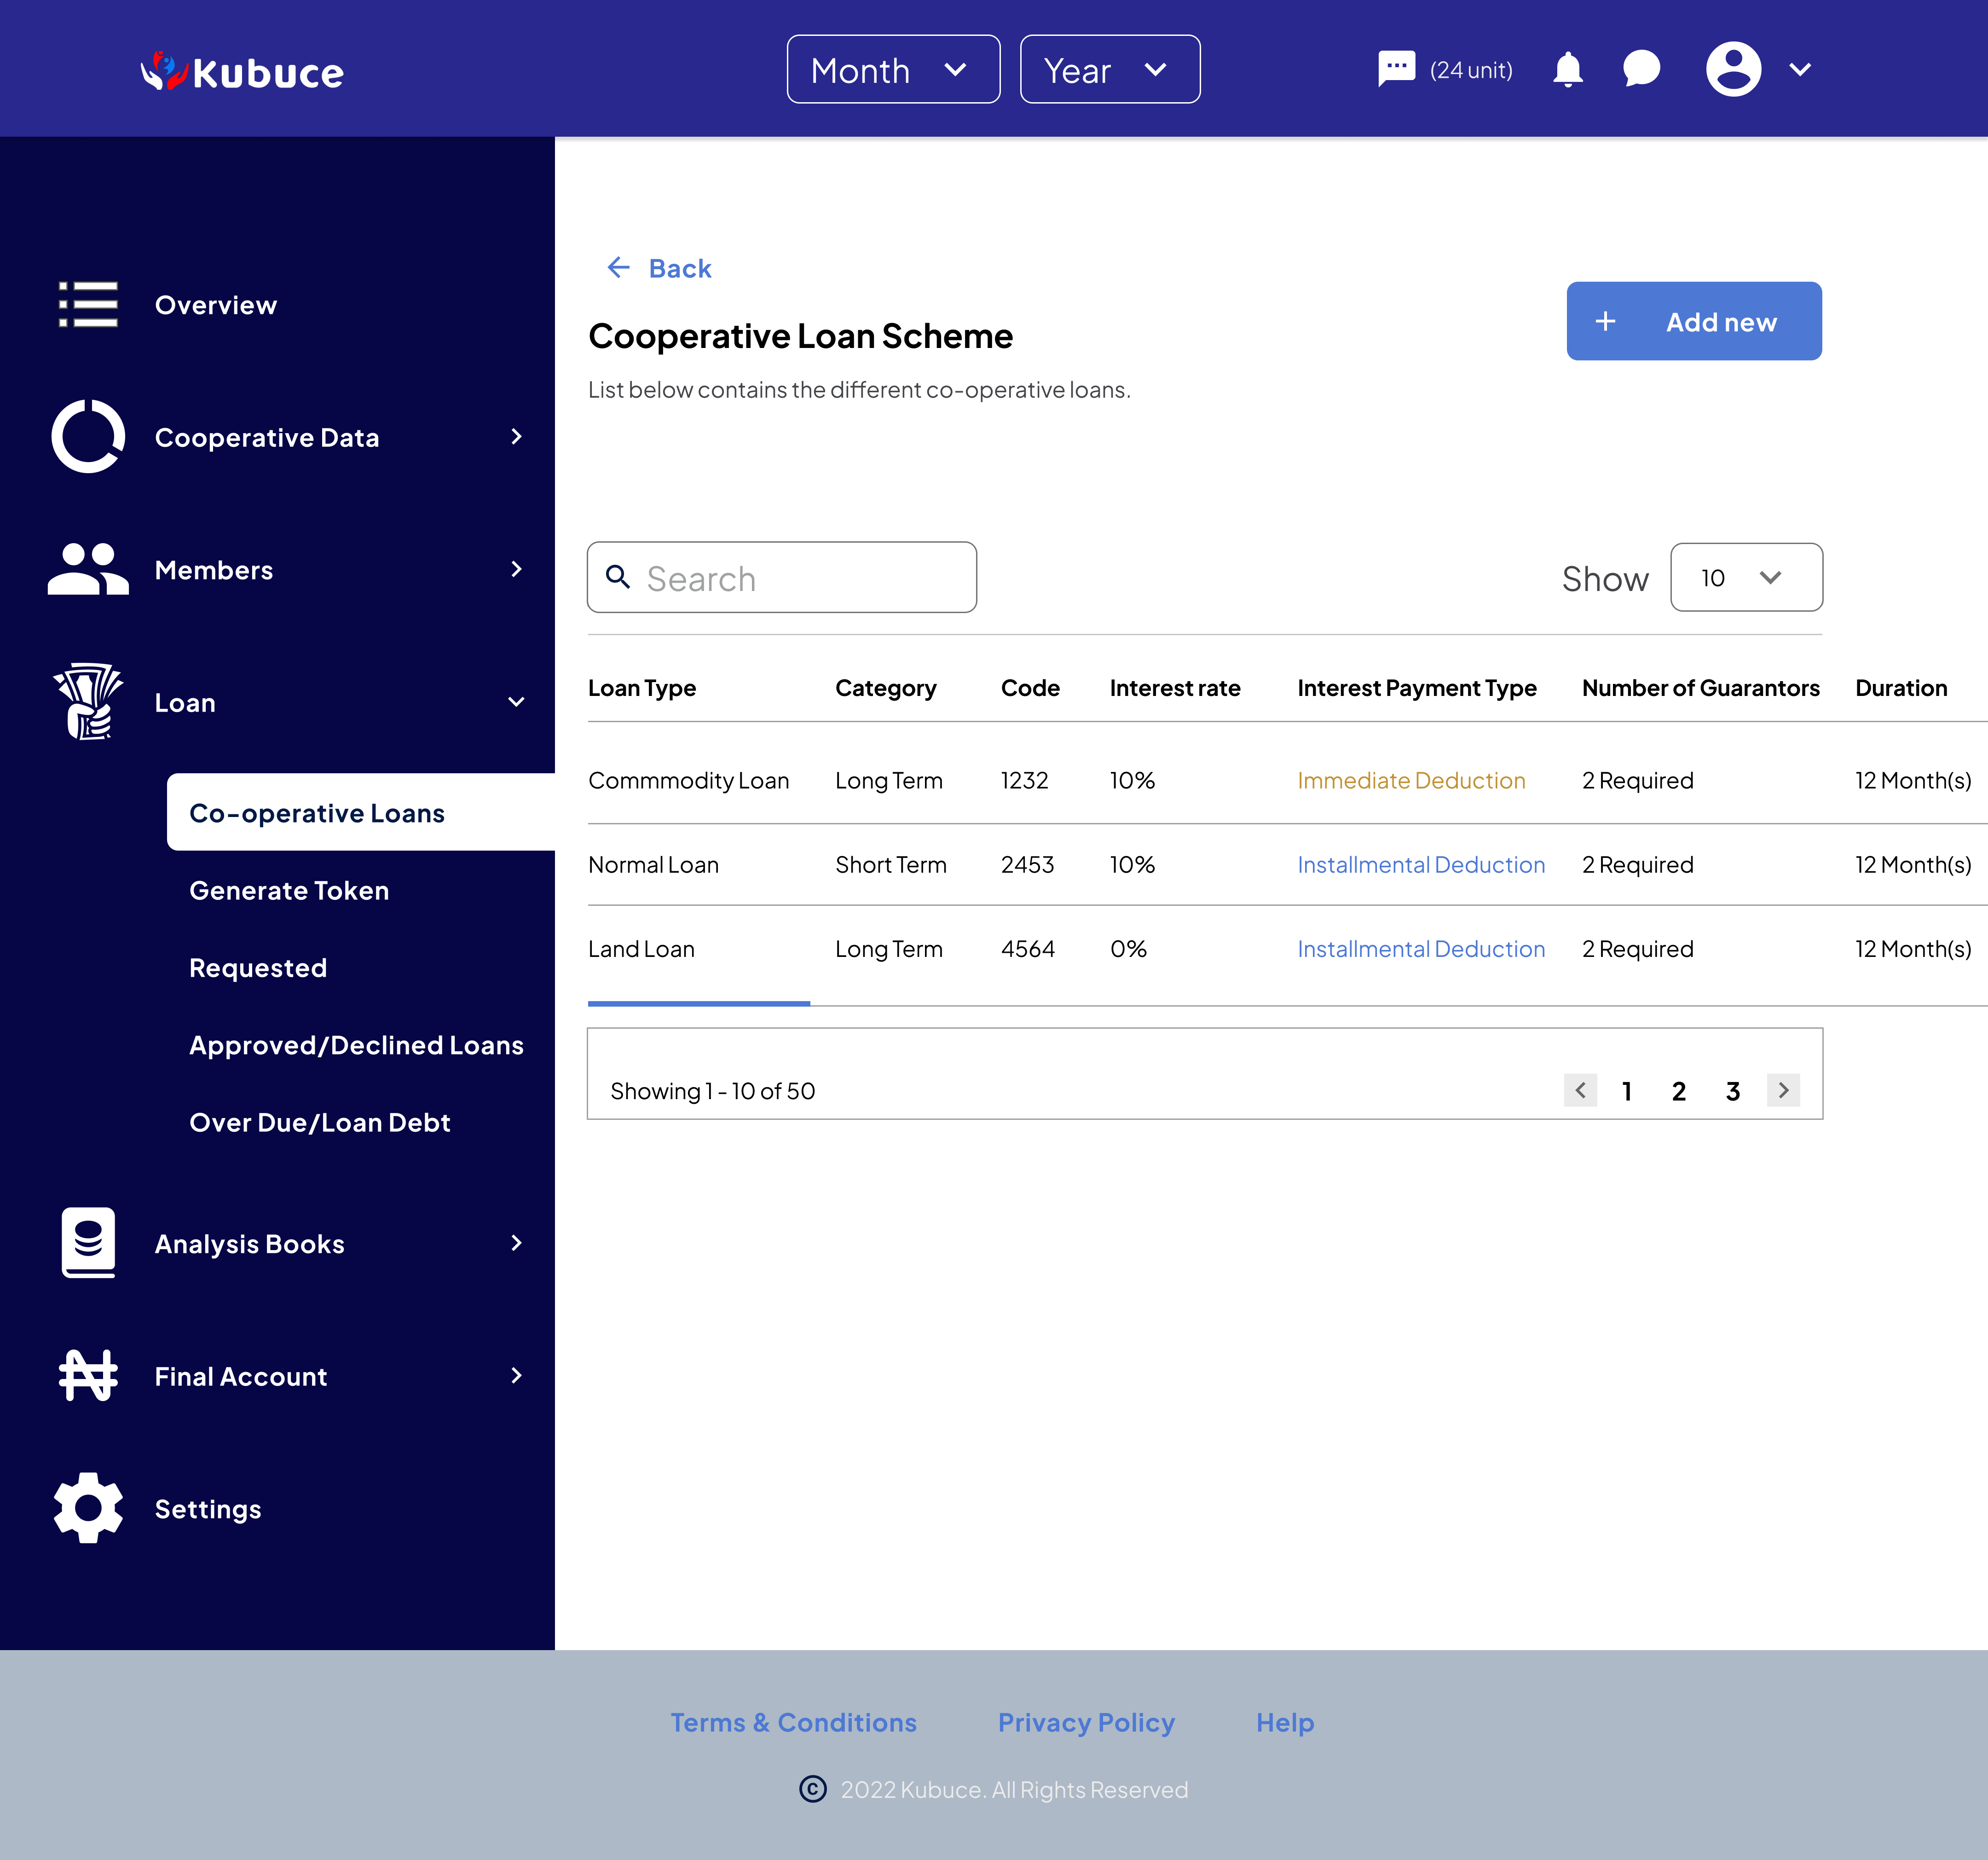 Kubuce Month Year (24 unit)
Overview
Cooperative Data
Members
Loan
Co-operative Loans
Generate Token
Requested
Approved/Declined Loans
Over Due/Loan Debt
Analysis Books
Final Account
Settings
Back
Cooperative Loan Scheme
+ Add new
List below contains the different co-operative loans.
Search Show 10
Loan Type Category Code Interest rate Interest Payment Type Number of Guarantors Duration
Commmodity Loan Long Term 1232 10% Immediate Deduction 2 Required 12 Month(s)
Normal Loan Short Term 2453 10% Installmental Deduction 2 Required 12 Month(s)
Land Loan Long Term 4564 0% Installmental Deduction 2 Required 12 Month(s)
Showing 1 - 10 of 50 1 2 3
Terms & Conditions Privacy Policy Help
© 2022 Kubuce. All Rights Reserved